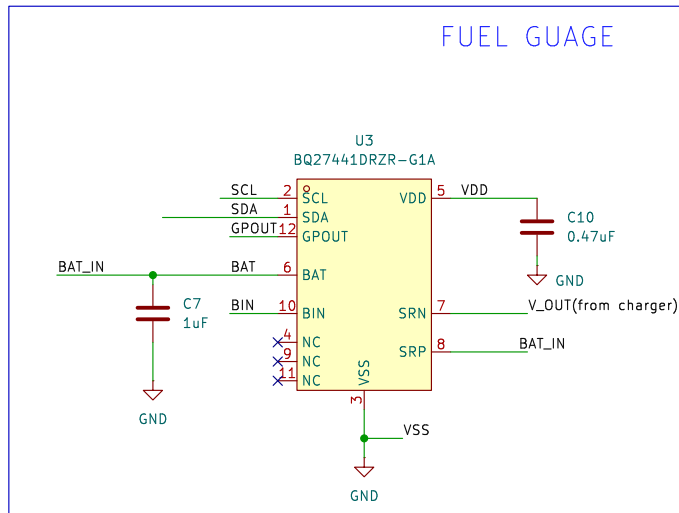 FUEL GUAGE
U3
BQ27441DRZR-G1A
SCL 2 SCL VDD 5 VDD
SDA 1 SDA
GPOUT 12 GPOUT
C10
0.47uF
BAT_IN BAT 6 BAT
GND
C7
1uF
BIN 10 BIN SRN 7 V_OUT(from charger)
4 NC
9 NC SRP 8 BAT_IN
11 NC
VSS
3
GND
VSS
GND